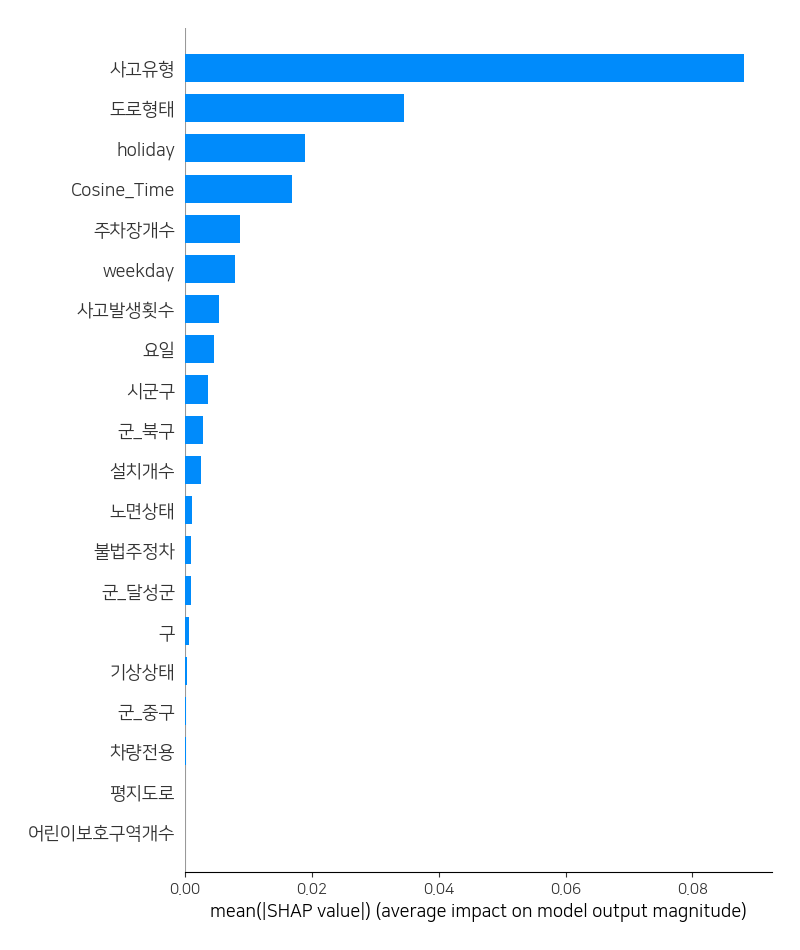 사고유형
도로형태
holiday
Cosine_Time
주차장개수
weekday
사고발생횟수
요일
시군구
군_북구
설치개수
노면상태
불법주정차
군_달성군
구
기상상태
군_중구
차량전용
평지도로
어린이보호구역개수
0.00 0.02 0.04 0.06 0.08
mean(|SHAP value|) (average impact on model output magnitude)